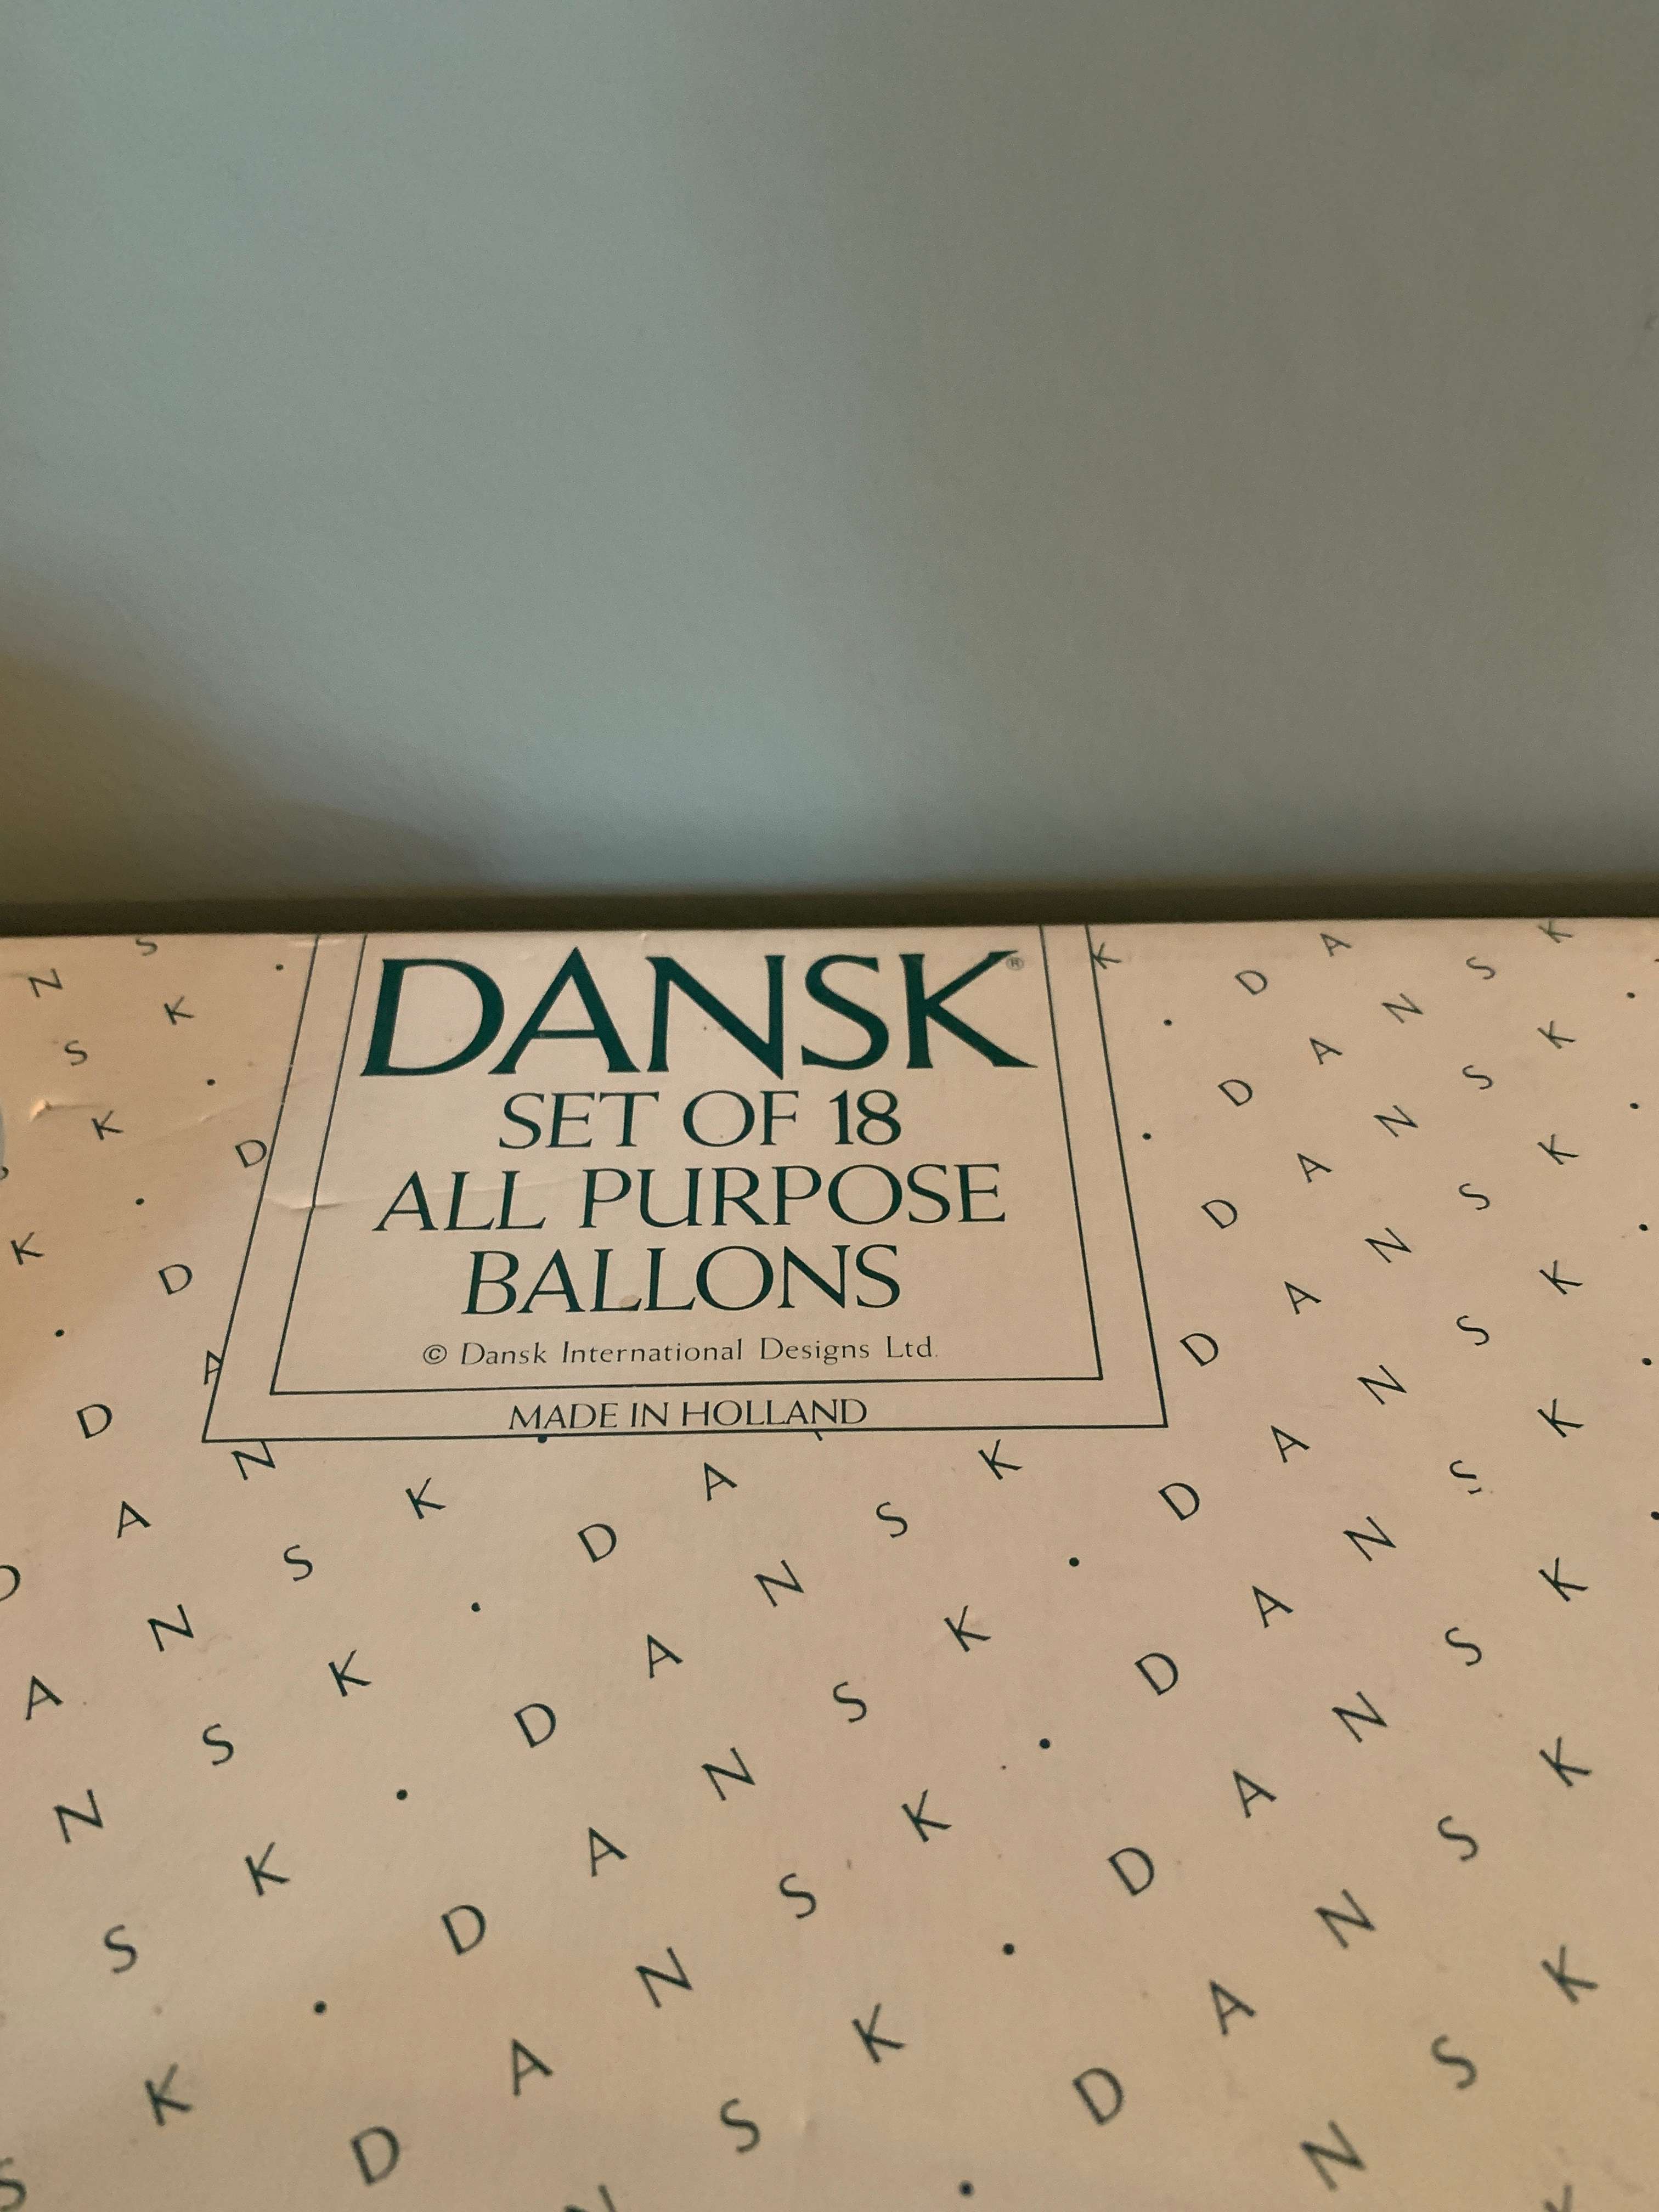 DANSK®
SET OF 18
ALL PURPOSE
BALLONS
© Dansk International Designs Ltd.
MADE IN HOLLAND
D A N S K · D A N S K · D A N S K